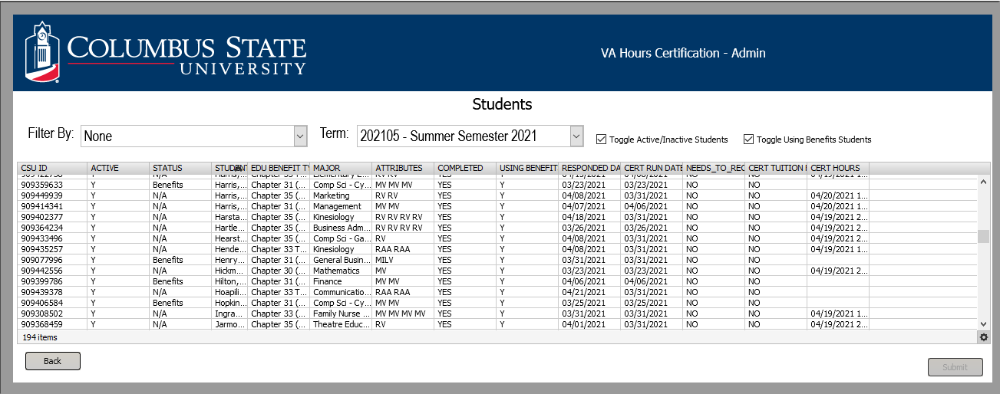 COLUMBUS STATE
UNIVERSITY
VA Hours Certification - Admin
Students
Filter By: None Term: 202105 - Summer Semester 2021 Toggle Active/Inactive Students Toggle Using Benefits Students
CSU ID ACTIVE STATUS STUDENT EDU BENEFIT TY MAJOR ATTRIBUTES COMPLETED USING BENEFIT RESPONDED DA CERT RUN DATE NEEDS_TO_REC CERT TUITION CERT HOURS
909359633 Y Benefits Harris,... Chapter 31 (... Comp Sci - Cy... MV MV MV YES Y 03/23/2021 03/23/2021 NO NO
909449939 Y N/A Harris,... Chapter 35 (... Marketing RV RV YES Y 04/08/2021 03/31/2021 NO NO 04/20/2021 1...
909414341 Y N/A Harris,... Chapter 31 (... Management MV MV YES Y 04/07/2021 04/06/2021 NO NO 04/20/2021 1...
909402377 Y N/A Harsta... Chapter 35 (... Kinesiology RV RV RV RV YES Y 04/18/2021 03/31/2021 NO NO 04/19/2021 2...
909364234 Y N/A Hartle... Chapter 35 (... Business Adm... RV RV RV RV YES Y 03/26/2021 03/26/2021 NO NO 04/19/2021 2...
909433496 Y N/A Hearst... Chapter 35 (... Comp Sci - Ga... RV YES Y 04/08/2021 03/31/2021 NO NO 04/19/2021 2...
909435257 Y N/A Hende... Chapter 33 T... Kinesiology RAA RAA YES Y 04/08/2021 03/31/2021 NO NO 04/19/2021 1...
909077996 Y Benefits Henry... Chapter 31 (... General Busin... MILV YES Y 03/31/2021 03/31/2021 NO NO
909442556 Y N/A Hickm... Chapter 30 (... Mathematics MV YES Y 03/23/2021 03/23/2021 NO NO 04/19/2021 2...
909399786 Y Benefits Hilton,... Chapter 31 (... Finance MV MV YES Y 04/06/2021 04/06/2021 NO NO
909439378 Y N/A Hoapili... Chapter 33 T... Communicatio... RAA RAA YES Y 04/21/2021 03/31/2021 NO NO
909406584 Y Benefits Hopkin... Chapter 31 (... Comp Sci - Cy... MV MV YES Y 03/25/2021 03/25/2021 NO NO
909308502 Y N/A Ingra... Chapter 33 (... Family Nurse ... MV MV MV MV YES Y 03/31/2021 03/31/2021 NO NO 04/19/2021 1...
909368459 Y N/A Jarmo... Chapter 35 (... Theatre Educ... RV YES Y 04/01/2021 03/31/2021 NO NO 04/19/2021 2...
194 items
Back
Submit